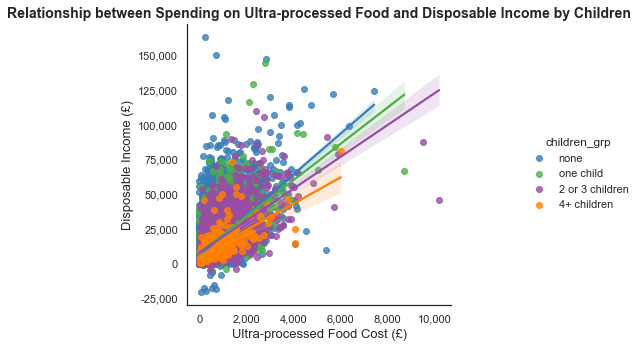 Relationship between Spending on Ultra-processed Food and Disposable Income by Children
150,000
125,000
100,000
75,000
50,000
25,000
0
-25,000
Disposable Income (£)
0 2,000 4,000 6,000 8,000 10,000
Ultra-processed Food Cost (£)
children_grp
none
one child
2 or 3 children
4+ children